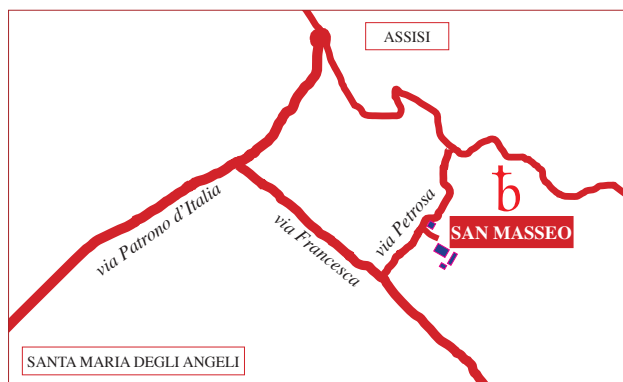 ASSISI
via Patrono d'Italia
via Francesca
via Petrosa
SAN MASSEO
SANTA MARIA DEGLI ANGELI